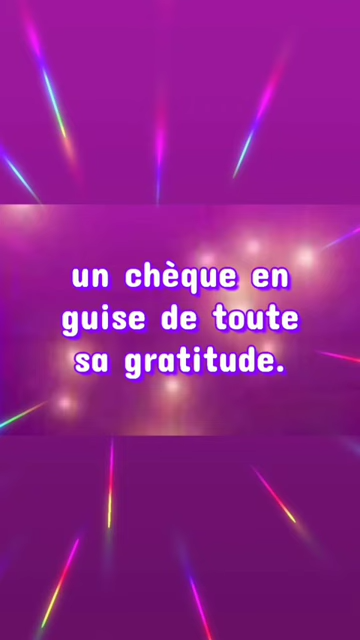 un chèque en
guise de toute
sa gratitude.